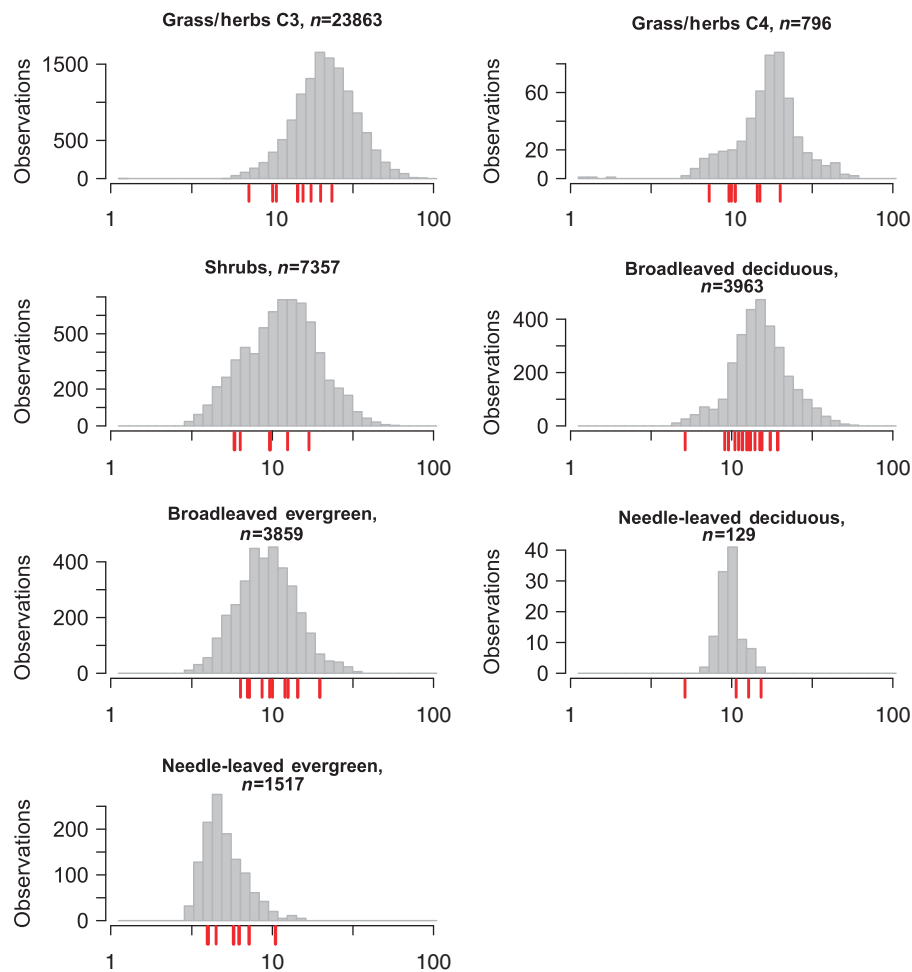 Grass/herbs C3, n=23863
Observations
1500
500
0
1 10 100
Grass/herbs C4, n=796
Observations
60
20
0
1 10 100
Shrubs, n=7357
Observations
500
200
0
1 10 100
Broadleaved deciduous,
n=3963
Observations
400
200
0
1 10 100
Broadleaved evergreen,
n=3859
Observations
400
200
0
1 10 100
Needle-leaved deciduous,
n=129
Observations
40
30
20
10
0
1 10 100
Needle-leaved evergreen,
n=1517
Observations
200
100
0
1 10 100